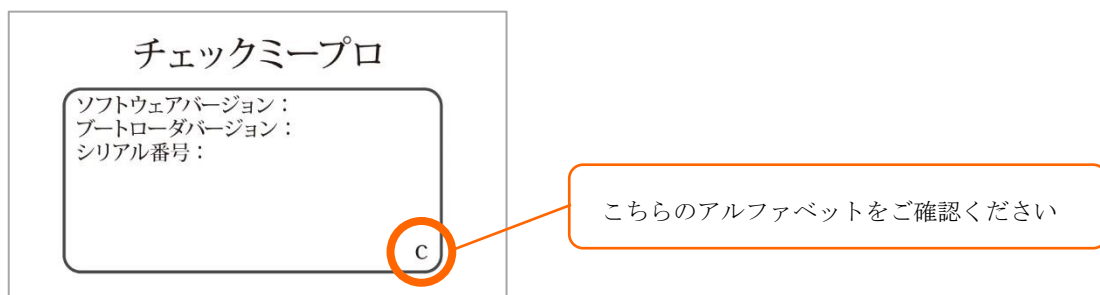 チェックミープロ
ソフトウェアバージョン：
ブートローダバージョン：
シリアル番号：
C
こちらのアルファベットをご確認ください